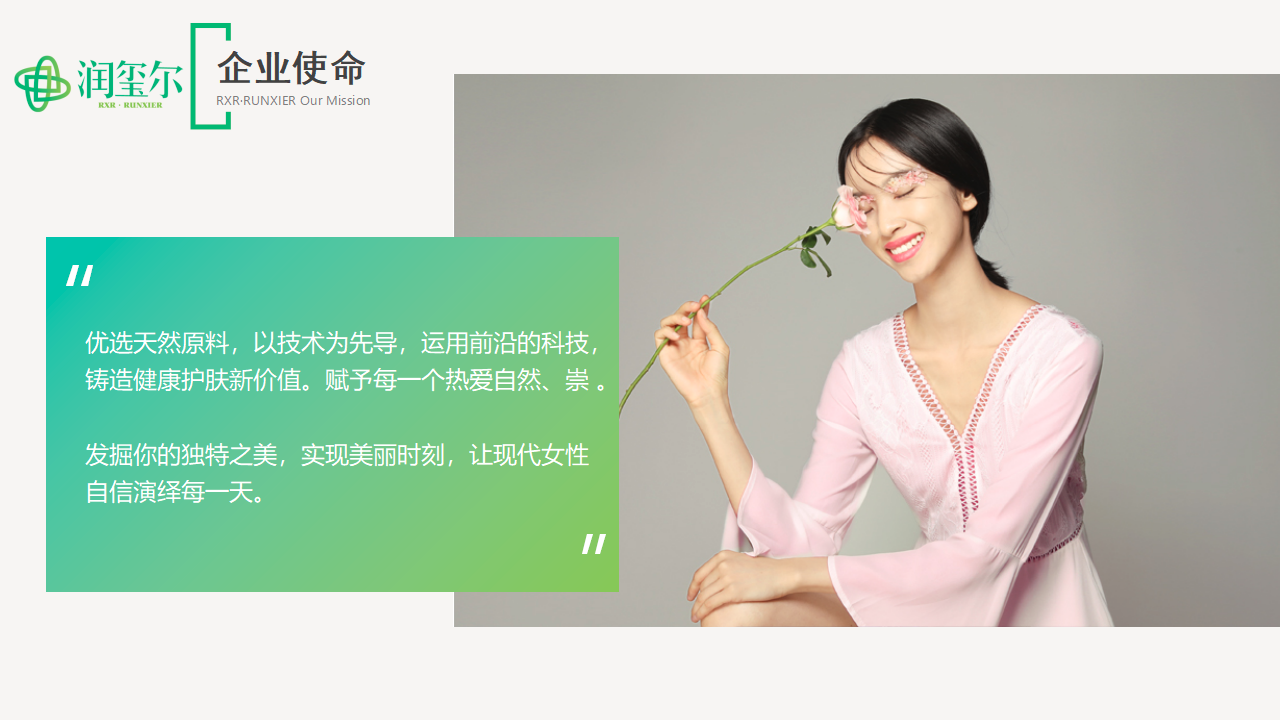 润玺尔
RXR · RUNXIER
企业使命
RXR·RUNXIER Our Mission
"
优选天然原料，以技术为先导，运用前沿的科技，
铸造健康护肤新价值。赋予每一个热爱自然、崇 。
发掘你的独特之美，实现美丽时刻，让现代女性
自信演绎每一天。
"